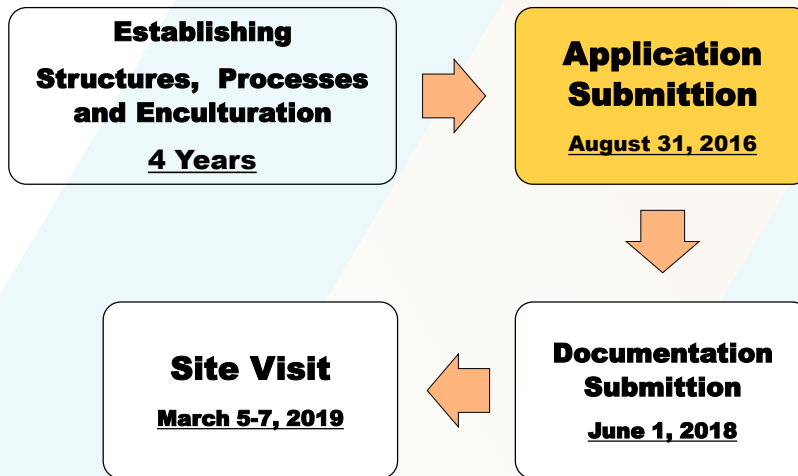 Establishing
Structures, Processes
and Enculturation
4 Years
Application
Submittion
August 31, 2016
Documentation
Submittion
June 1, 2018
Site Visit
March 5-7, 2019